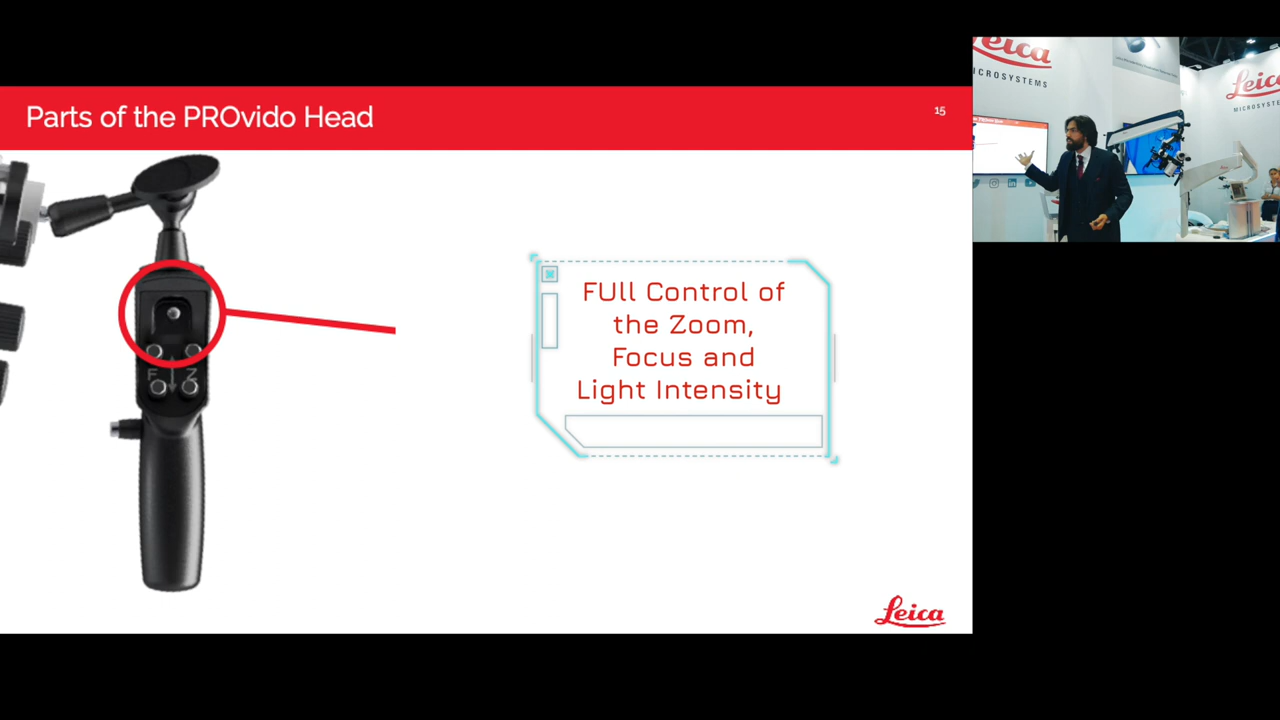 Parts of the PROvido Head
15
F Z
FUll Control of
the Zoom,
Focus and
Light Intensity
Leica
Leica
MICROSYSTEMS
Leica